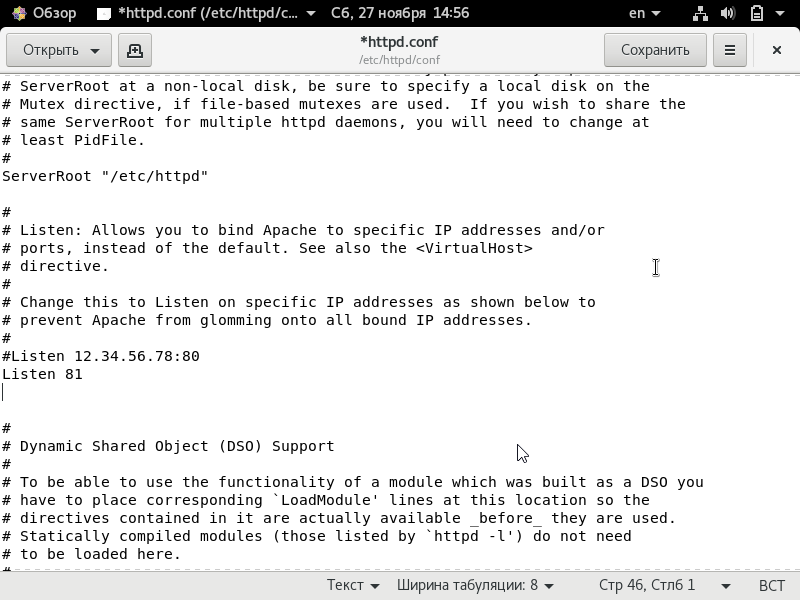 Обзор *httpd.conf (/etc/httpd/c... Сб, 27 ноября 14:56 en
Открыть *httpd.conf Сохранить
/etc/httpd/conf
# ServerRoot at a non-local disk, be sure to specify a local disk on the
# Mutex directive, if file-based mutexes are used.  If you wish to share the
# same ServerRoot for multiple httpd daemons, you will need to change at
# least PidFile.
#
ServerRoot "/etc/httpd"
#
# Listen: Allows you to bind Apache to specific IP addresses and/or
# ports, instead of the default. See also the <VirtualHost>
# directive.
#
# Change this to Listen on specific IP addresses as shown below to
# prevent Apache from glomming onto all bound IP addresses.
#
#Listen 12.34.56.78:80
Listen 81
#
# Dynamic Shared Object (DSO) Support
#
# To be able to use the functionality of a module which was built as a DSO you
# have to place corresponding `LoadModule' lines at this location so the
# directives contained in it are actually available _before_ they are used.
# Statically compiled modules (those listed by `httpd -l') do not need
# to be loaded here.
#
Текст Ширина табуляции: 8 Стр 46, Стлб 1 ВСТ